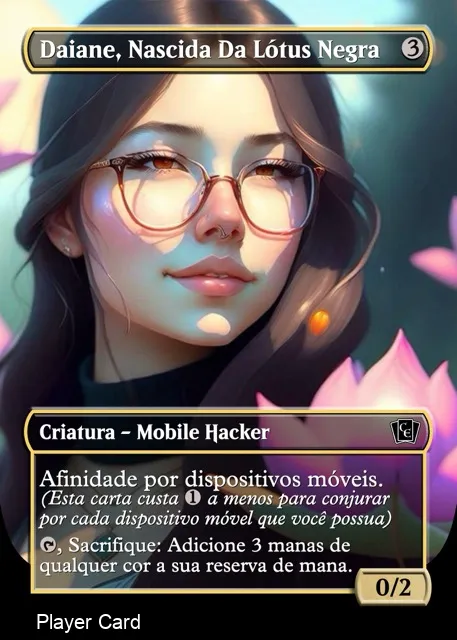 Daiane, Nascida Da Lótus Negra 3
Criatura – Mobile Hacker
CE
Afinidade por dispositivos móveis.
(Esta carta custa 1 a menos para conjurar
por cada dispositivo móvel que você possua)
, Sacrifique: Adicione 3 manas de
qualquer cor a sua reserva de mana.
0/2
Player Card